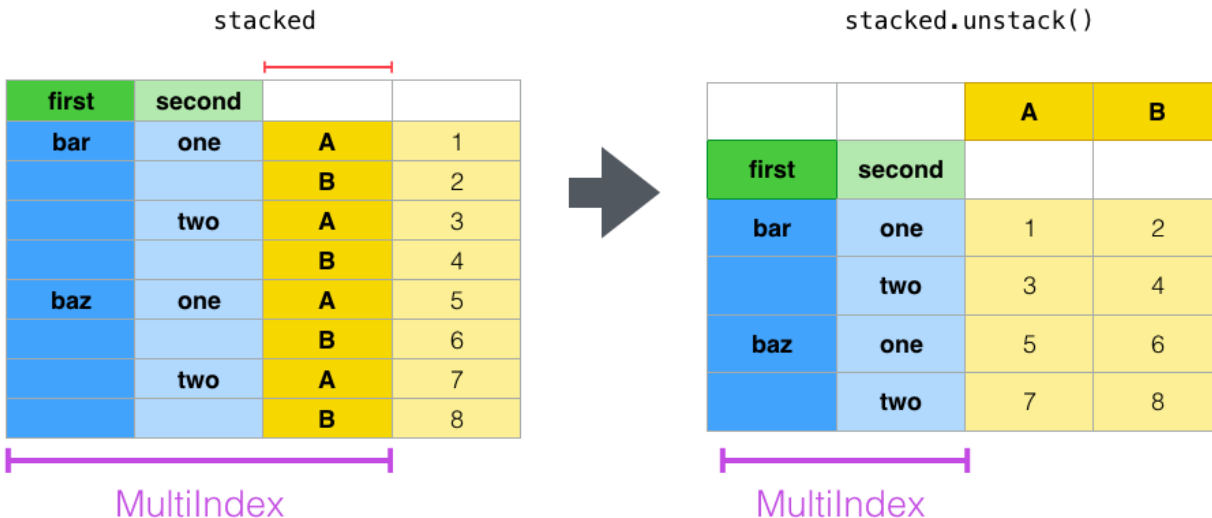 stacked
first second
bar one A 1
B 2
two A 3
B 4
baz one A 5
B 6
two A 7
B 8
MultiIndex
stacked.unstack()
A B
first second
bar one 1 2
two 3 4
baz one 5 6
two 7 8
MultiIndex